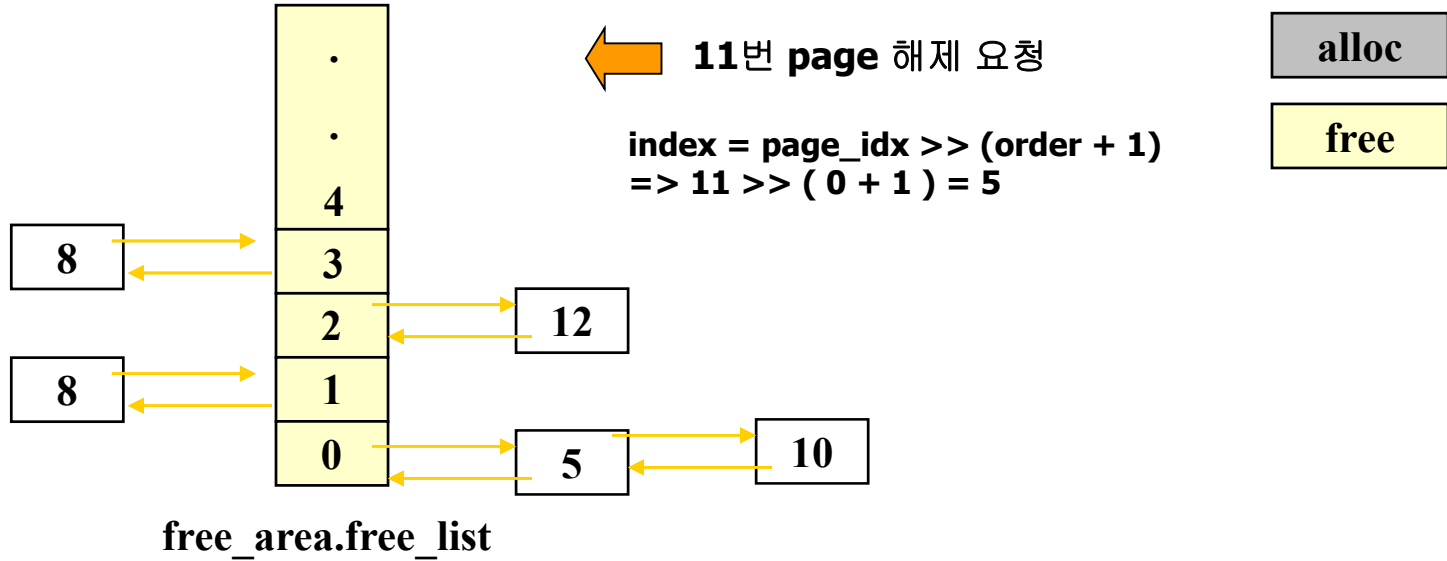 .
.
4
3
2
1
0
8
8
12
5
10
free_area.free_list
11번 page 해제 요청
index = page_idx >> (order + 1)
=> 11 >> ( 0 + 1 ) = 5
alloc
free